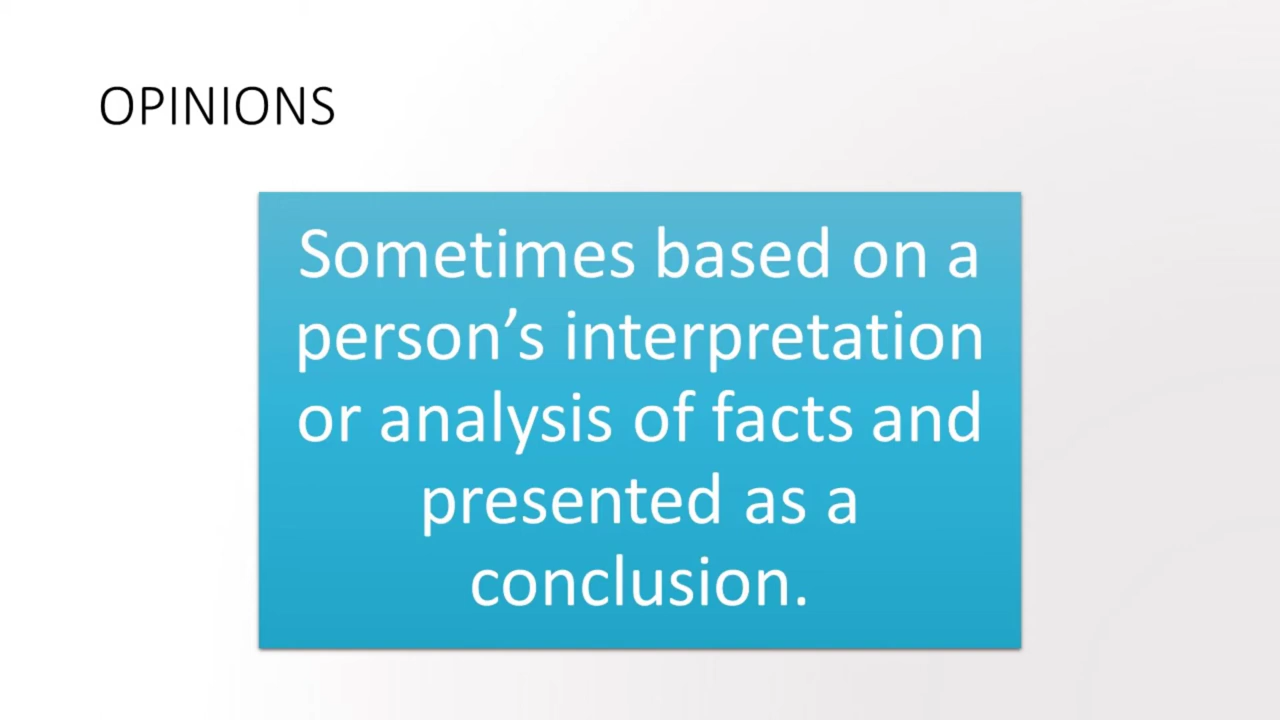 OPINIONS
Sometimes based on a
person’s interpretation
or analysis of facts and
presented as a
conclusion.